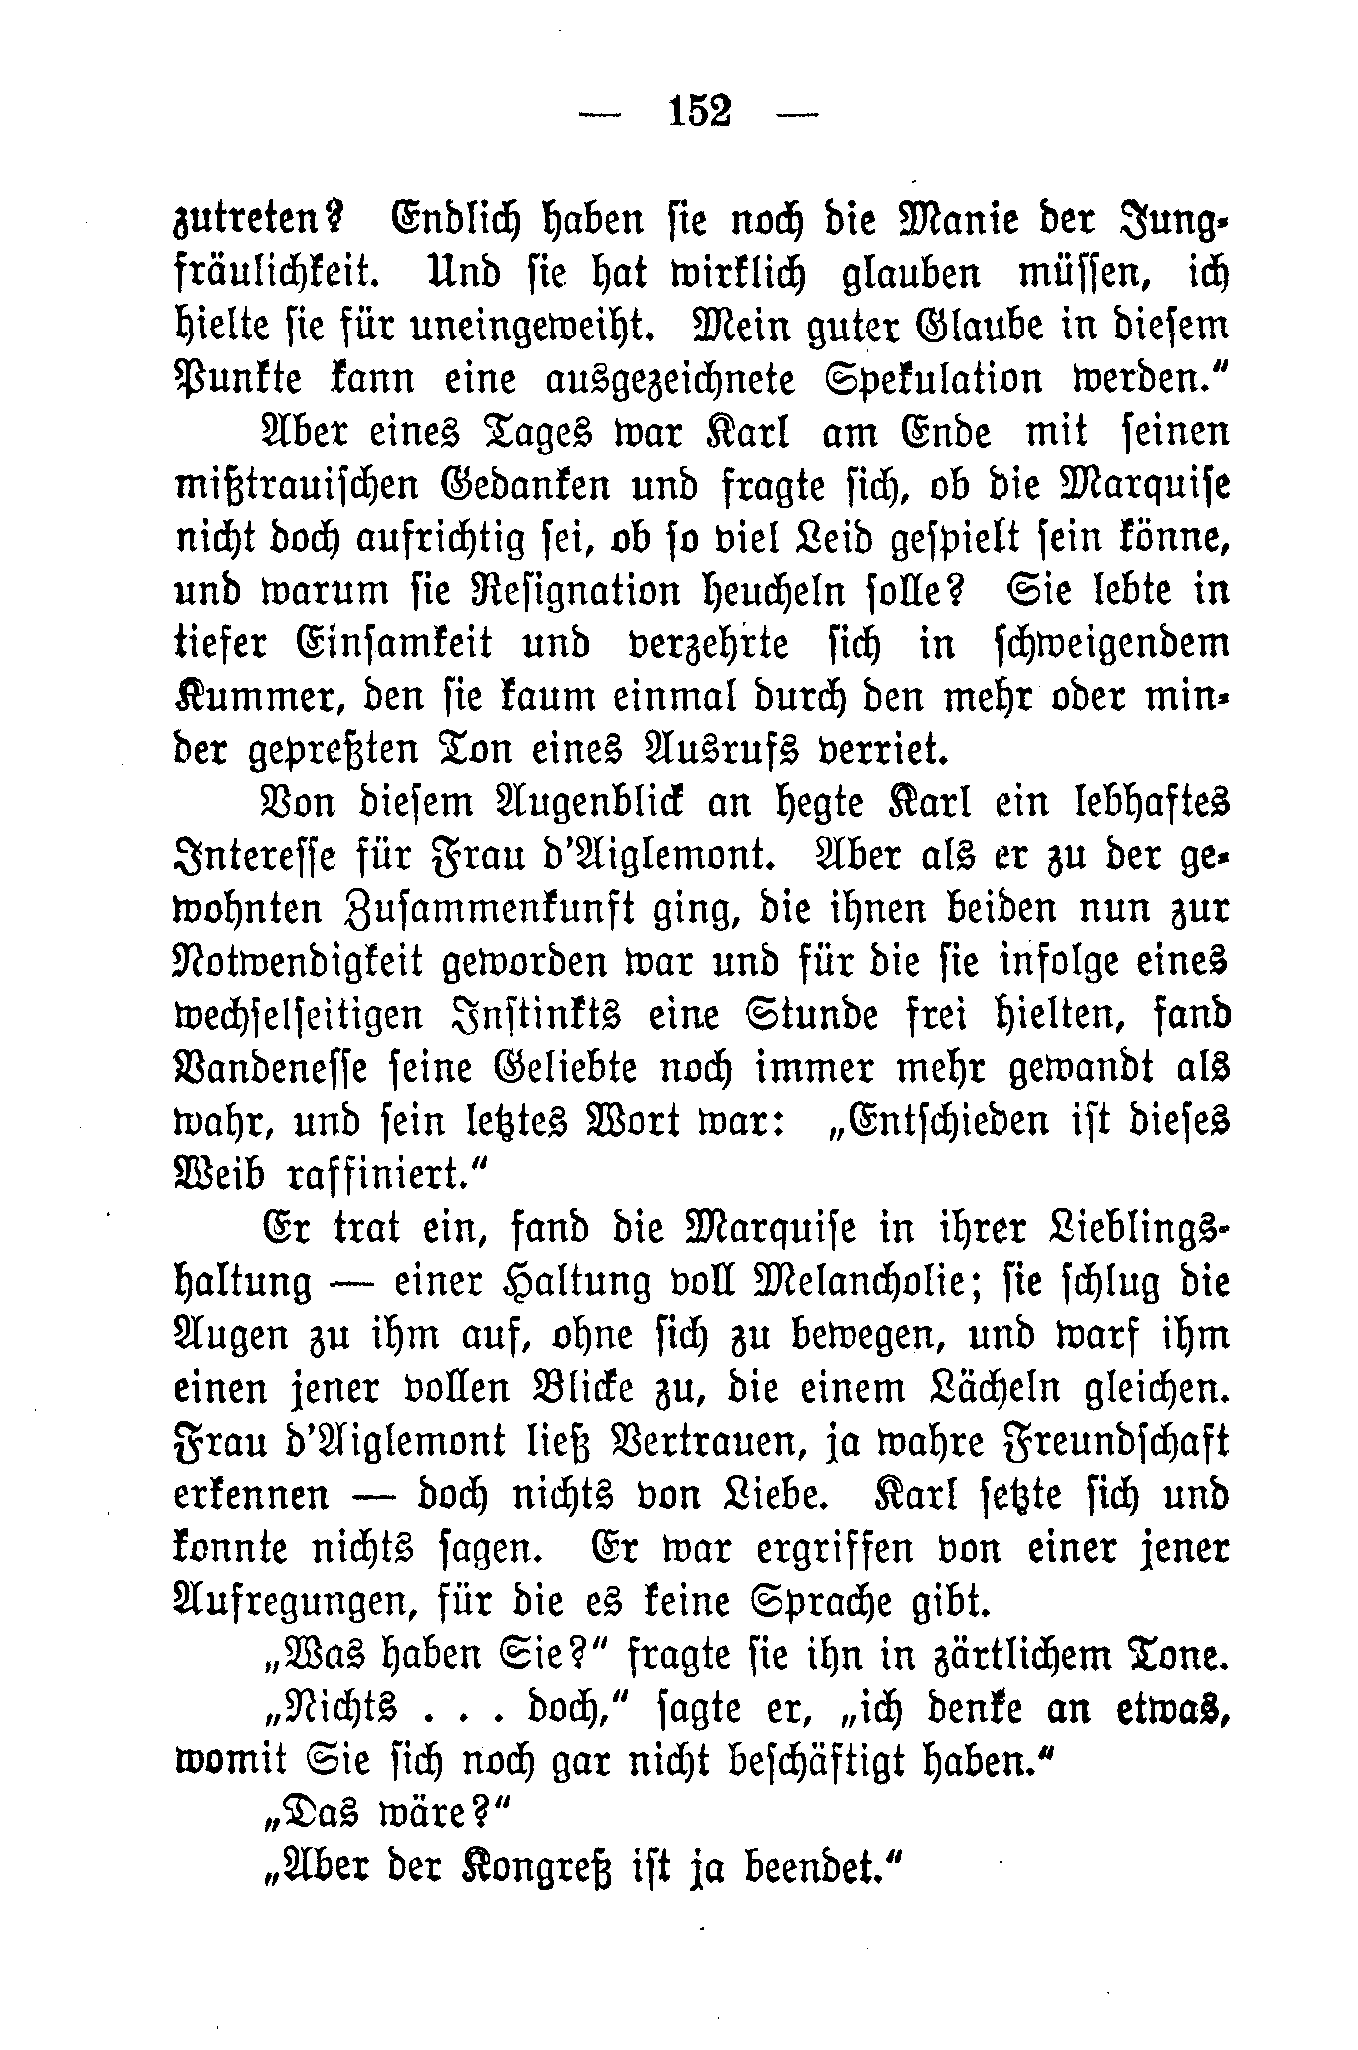 — 152 —
zutreten? Endlich haben sie noch die Manie der Jung-
fräulichkeit. Und sie hat wirklich glauben müssen, ich
hielte sie für uneingeweiht. Mein guter Glaube in diesem
Punkte kann eine ausgezeichnete Spekulation werden.“
Aber eines Tages war Karl am Ende mit seinen
mißtrauischen Gedanken und fragte sich, ob die Marquise
nicht doch aufrichtig sei, ob so viel Leid gespielt sein könne,
und warum sie Resignation heucheln solle? Sie lebte in
tiefer Einsamkeit und verzehrte sich in schweigendem
Kummer, den sie kaum einmal durch den mehr oder min-
der gepreßten Ton eines Ausrufs verriet.
Von diesem Augenblick an hegte Karl ein lebhaftes
Interesse für Frau d'Aiglemont. Aber als er zu der ge-
wohnten Zusammenkunft ging, die ihnen beiden nun zur
Notwendigkeit geworden war und für die sie infolge eines
wechselseitigen Instinkts eine Stunde frei hielten, fand
Vandenesse seine Geliebte noch immer mehr gewandt als
wahr, und sein letztes Wort war: „Entschieden ist dieses
Weib raffiniert.“
Er trat ein, fand die Marquise in ihrer Lieblings-
haltung — einer Haltung voll Melancholie; sie schlug die
Augen zu ihm auf, ohne sich zu bewegen, und warf ihm
einen jener vollen Blicke zu, die einem Lächeln gleichen.
Frau d'Aiglemont ließ Vertrauen, ja wahre Freundschaft
erkennen — doch nichts von Liebe. Karl setzte sich und
konnte nichts sagen. Er war ergriffen von einer jener
Aufregungen, für die es keine Sprache gibt.
„Was haben Sie?“ fragte sie ihn in zärtlichem Tone.
„Nichts . . . doch,“ sagte er, „ich denke an etwas,
womit Sie sich noch gar nicht beschäftigt haben.“
„Das wäre?“
„Aber der Kongreß ist ja beendet.“